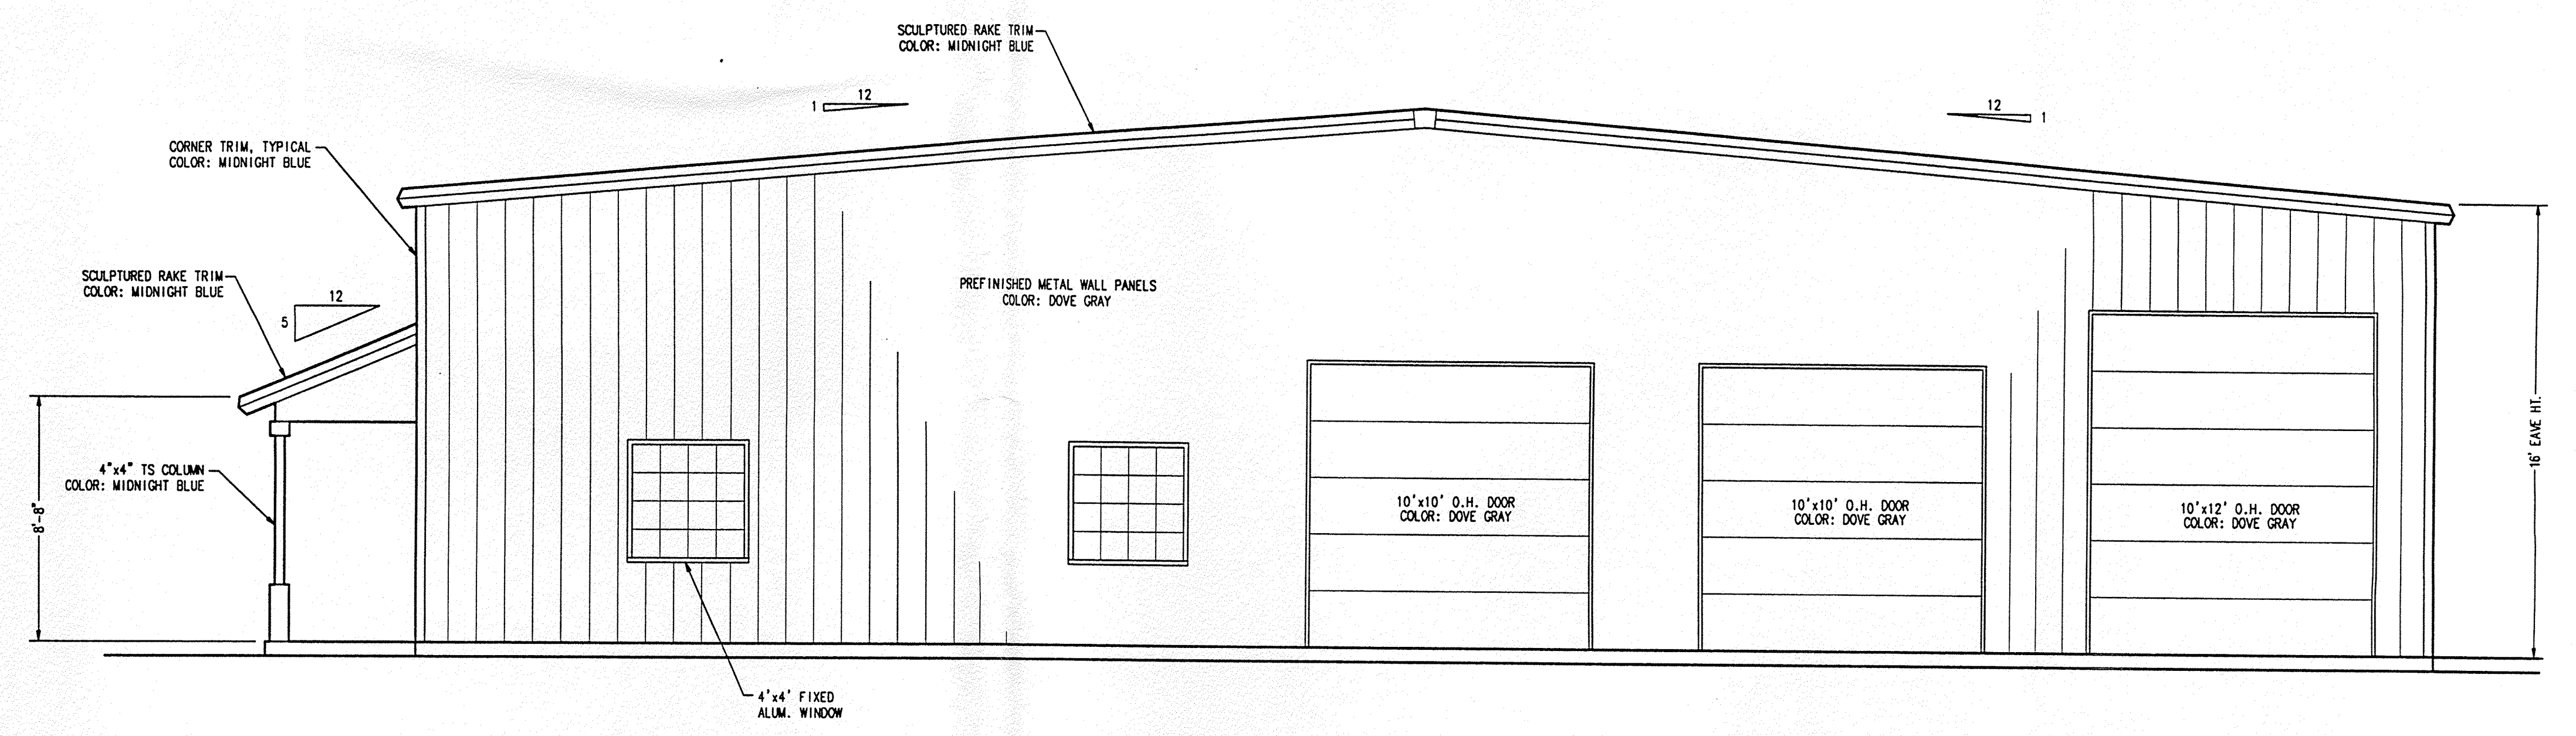 SCULPTURED RAKE TRIM
COLOR: MIDNIGHT BLUE
12
1
12
1
CORNER TRIM, TYPICAL
COLOR: MIDNIGHT BLUE
SCULPTURED RAKE TRIM
COLOR: MIDNIGHT BLUE
12
5
PREFINISHED METAL WALL PANELS
COLOR: DOVE GRAY
16' EAVE HT.
4"x4" TS COLUMN
COLOR: MIDNIGHT BLUE
8'-8"
10'x10' O.H. DOOR
COLOR: DOVE GRAY
10'x10' O.H. DOOR
COLOR: DOVE GRAY
10'x12' O.H. DOOR
COLOR: DOVE GRAY
4'x4' FIXED
ALUM. WINDOW